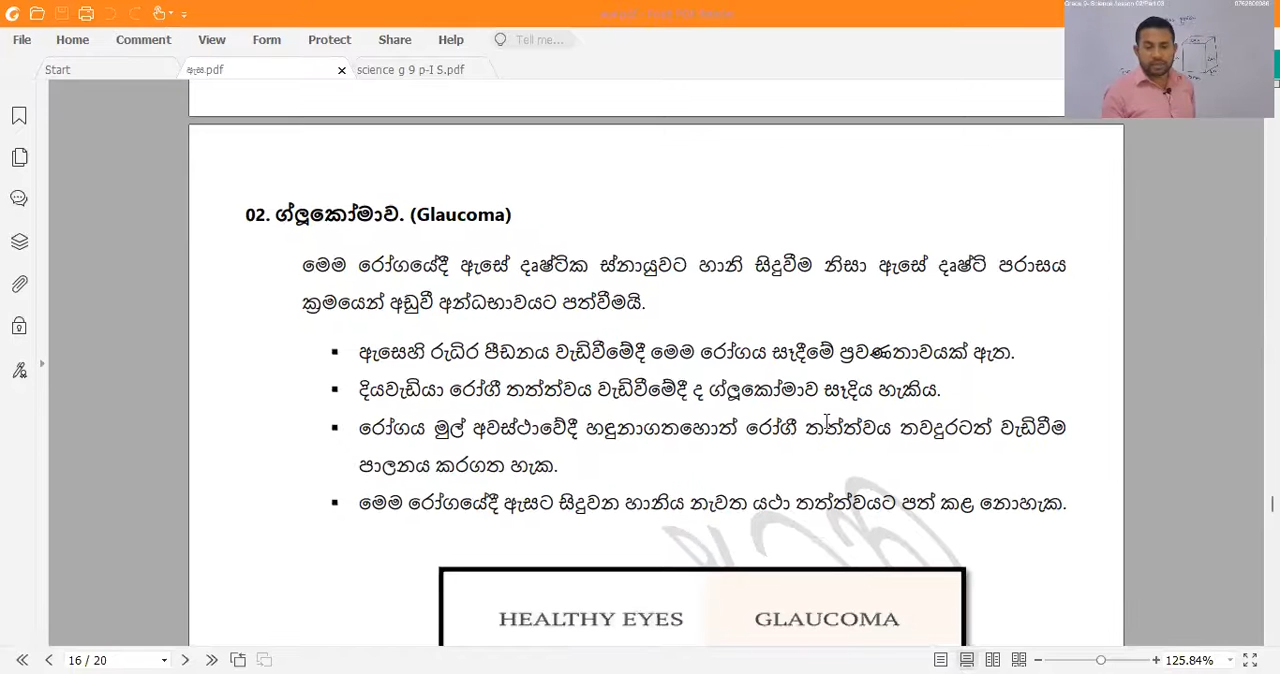 File Home Comment View Form Protect Share Help Tell me...
Start ඇස.pdf science g 9 p-I S.pdf
02. ග්ලූකෝමාව. (Glaucoma)
මෙම රෝගයේදී ඇසේ දෘෂ්ටික ස්නායුවට හානි සිදුවීම නිසා ඇසේ දෘෂ්ටි පරාසය
ක්‍රමයෙන් අඩුවී අන්ධභාවයට පත්වීමයි.
▪ ඇසෙහි රුධිර පීඩනය වැඩිවීමේදී මෙම රෝගය සෑදීමේ ප්‍රවණතාවයක් ඇත.
▪ දියවැඩියා රෝගී තත්ත්වය වැඩිවීමේදී ද ග්ලූකෝමාව සෑදිය හැකිය.
▪ රෝගය මුල් අවස්ථාවේදී හඳුනාගතහොත් රෝගී තත්ත්වය තවදුරටත් වැඩිවීම
පාලනය කරගත හැක.
▪ මෙම රෝගයේදී ඇසට සිදුවන හානිය නැවත යථා තත්ත්වයට පත් කළ නොහැක.
HEALTHY EYES GLAUCOMA
16 / 20 125.84%